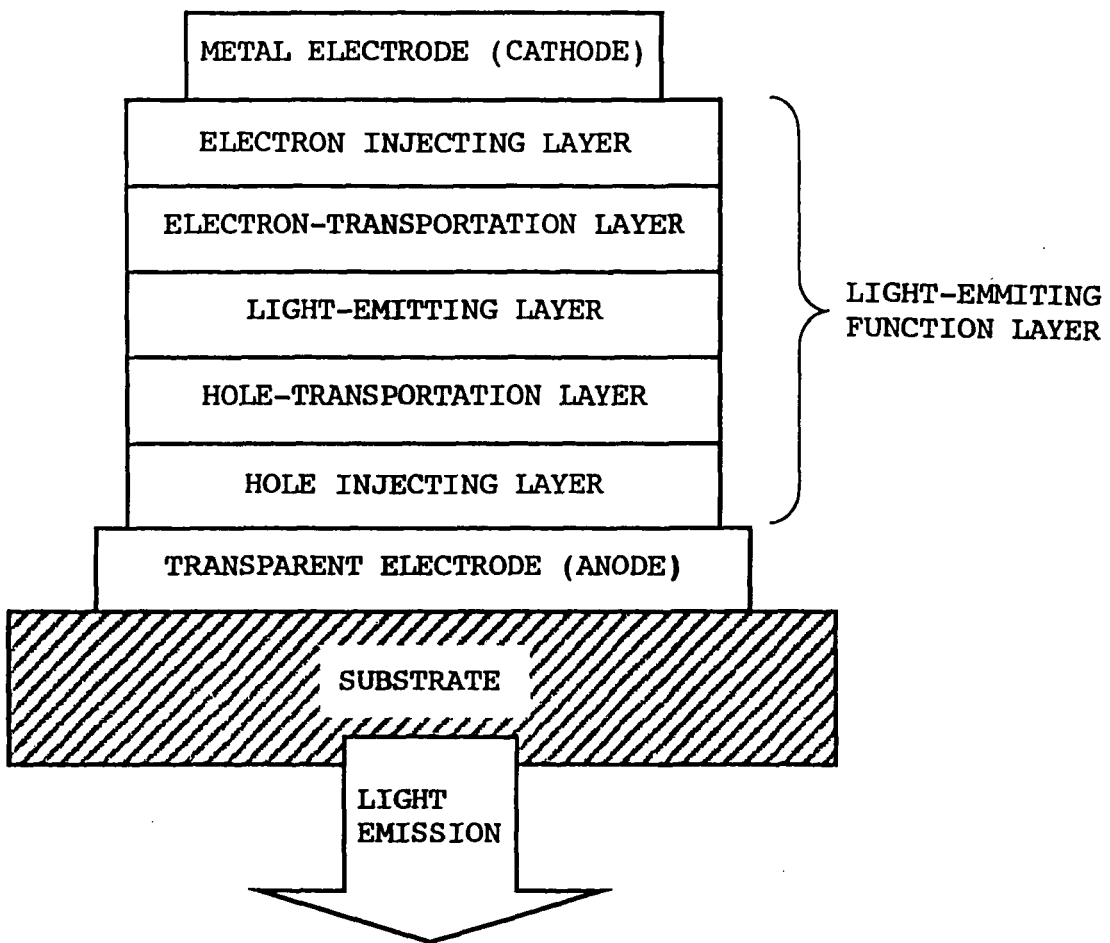 METAL ELECTRODE (CATHODE)
ELECTRON INJECTING LAYER
ELECTRON-TRANSPORTATION LAYER
LIGHT-EMITTING LAYER
HOLE-TRANSPORTATION LAYER
HOLE INJECTING LAYER
LIGHT-EMMITING
FUNCTION LAYER
TRANSPARENT ELECTRODE (ANODE)
SUBSTRATE
LIGHT
EMISSION